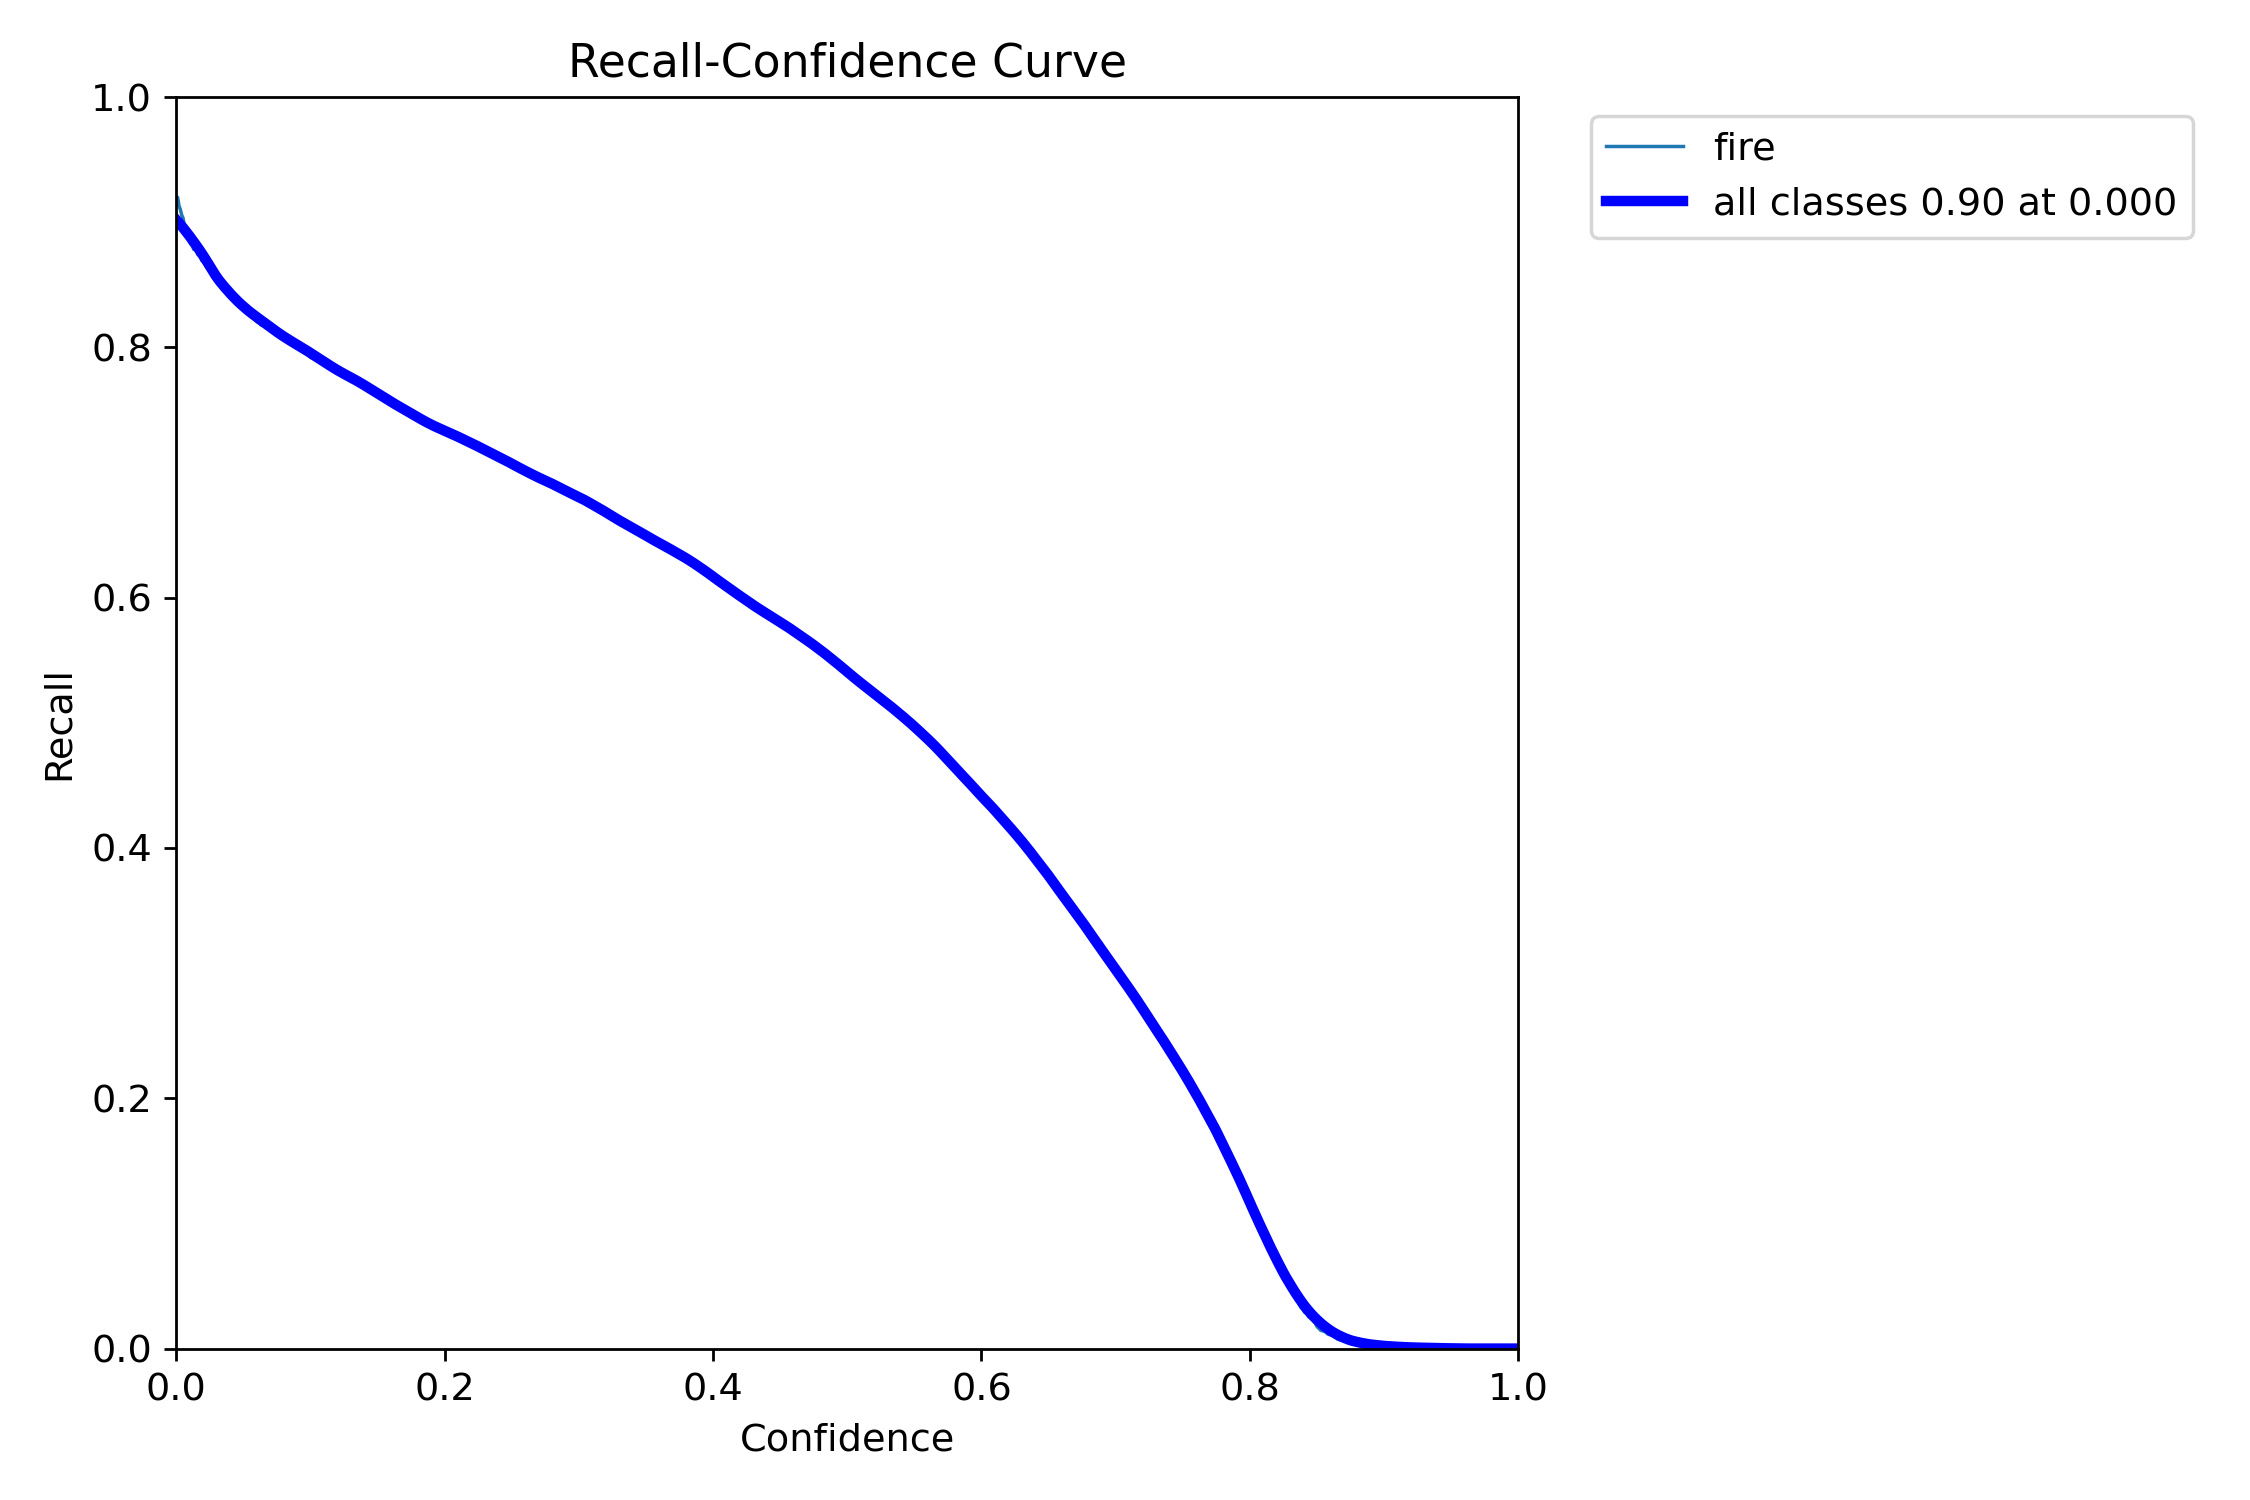 Recall-Confidence Curve
1.0
0.8
0.6
0.4
0.2
0.0
Recall
0.0 0.2 0.4 0.6 0.8 1.0
Confidence
fire
all classes 0.90 at 0.000